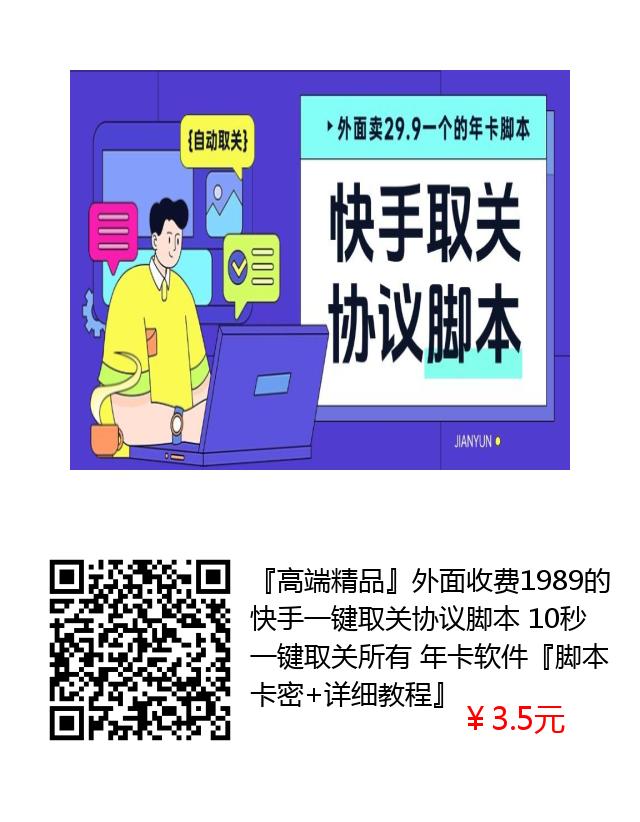 {自动取关}
外面卖29.9一个的年卡脚本
快手取关
协议脚本
JIANYUN
『高端精品』外面收费1989的
快手一键取关协议脚本 10秒
一键取关所有 年卡软件『脚本
卡密+详细教程』
￥3.5元